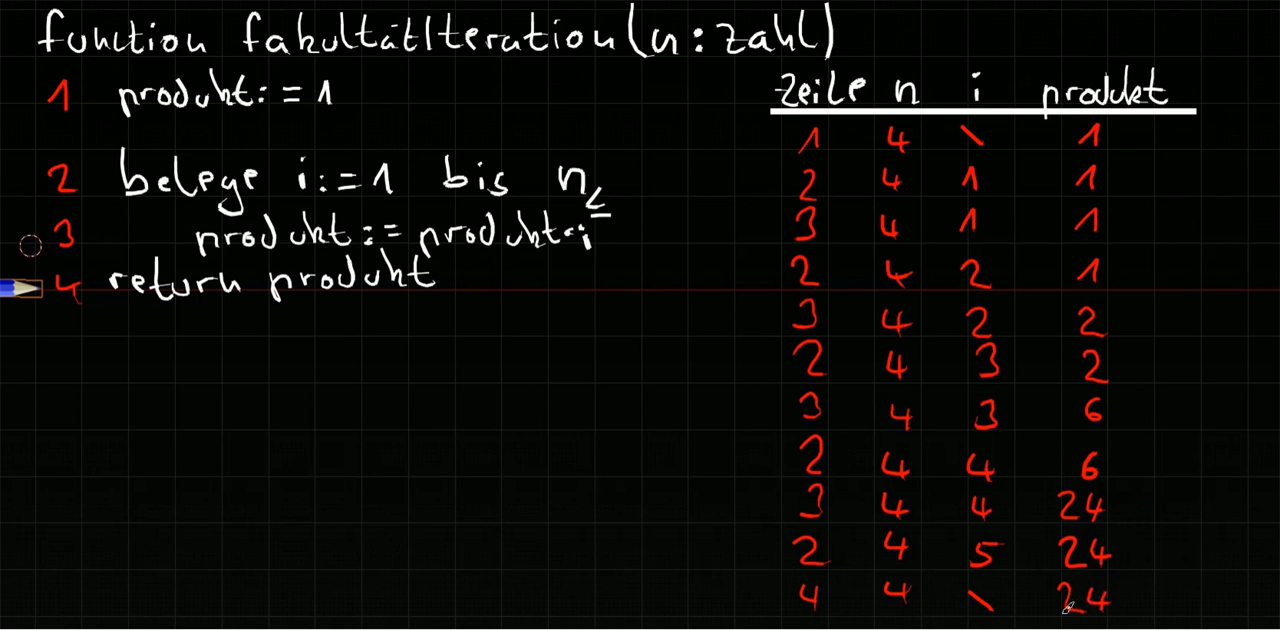 function fakultätIteration(n:zahl)
1 produkt:=1
2 belege i:=1 bis n
≤
3 produkt:=produkt·i
4 return produkt
zeile n i produkt
1 4 \ 1
2 4 1 1
3 4 1 1
2 4 2 1
3 4 2 2
2 4 3 2
3 4 3 6
2 4 4 6
3 4 4 24
2 4 5 24
4 4 \ 24